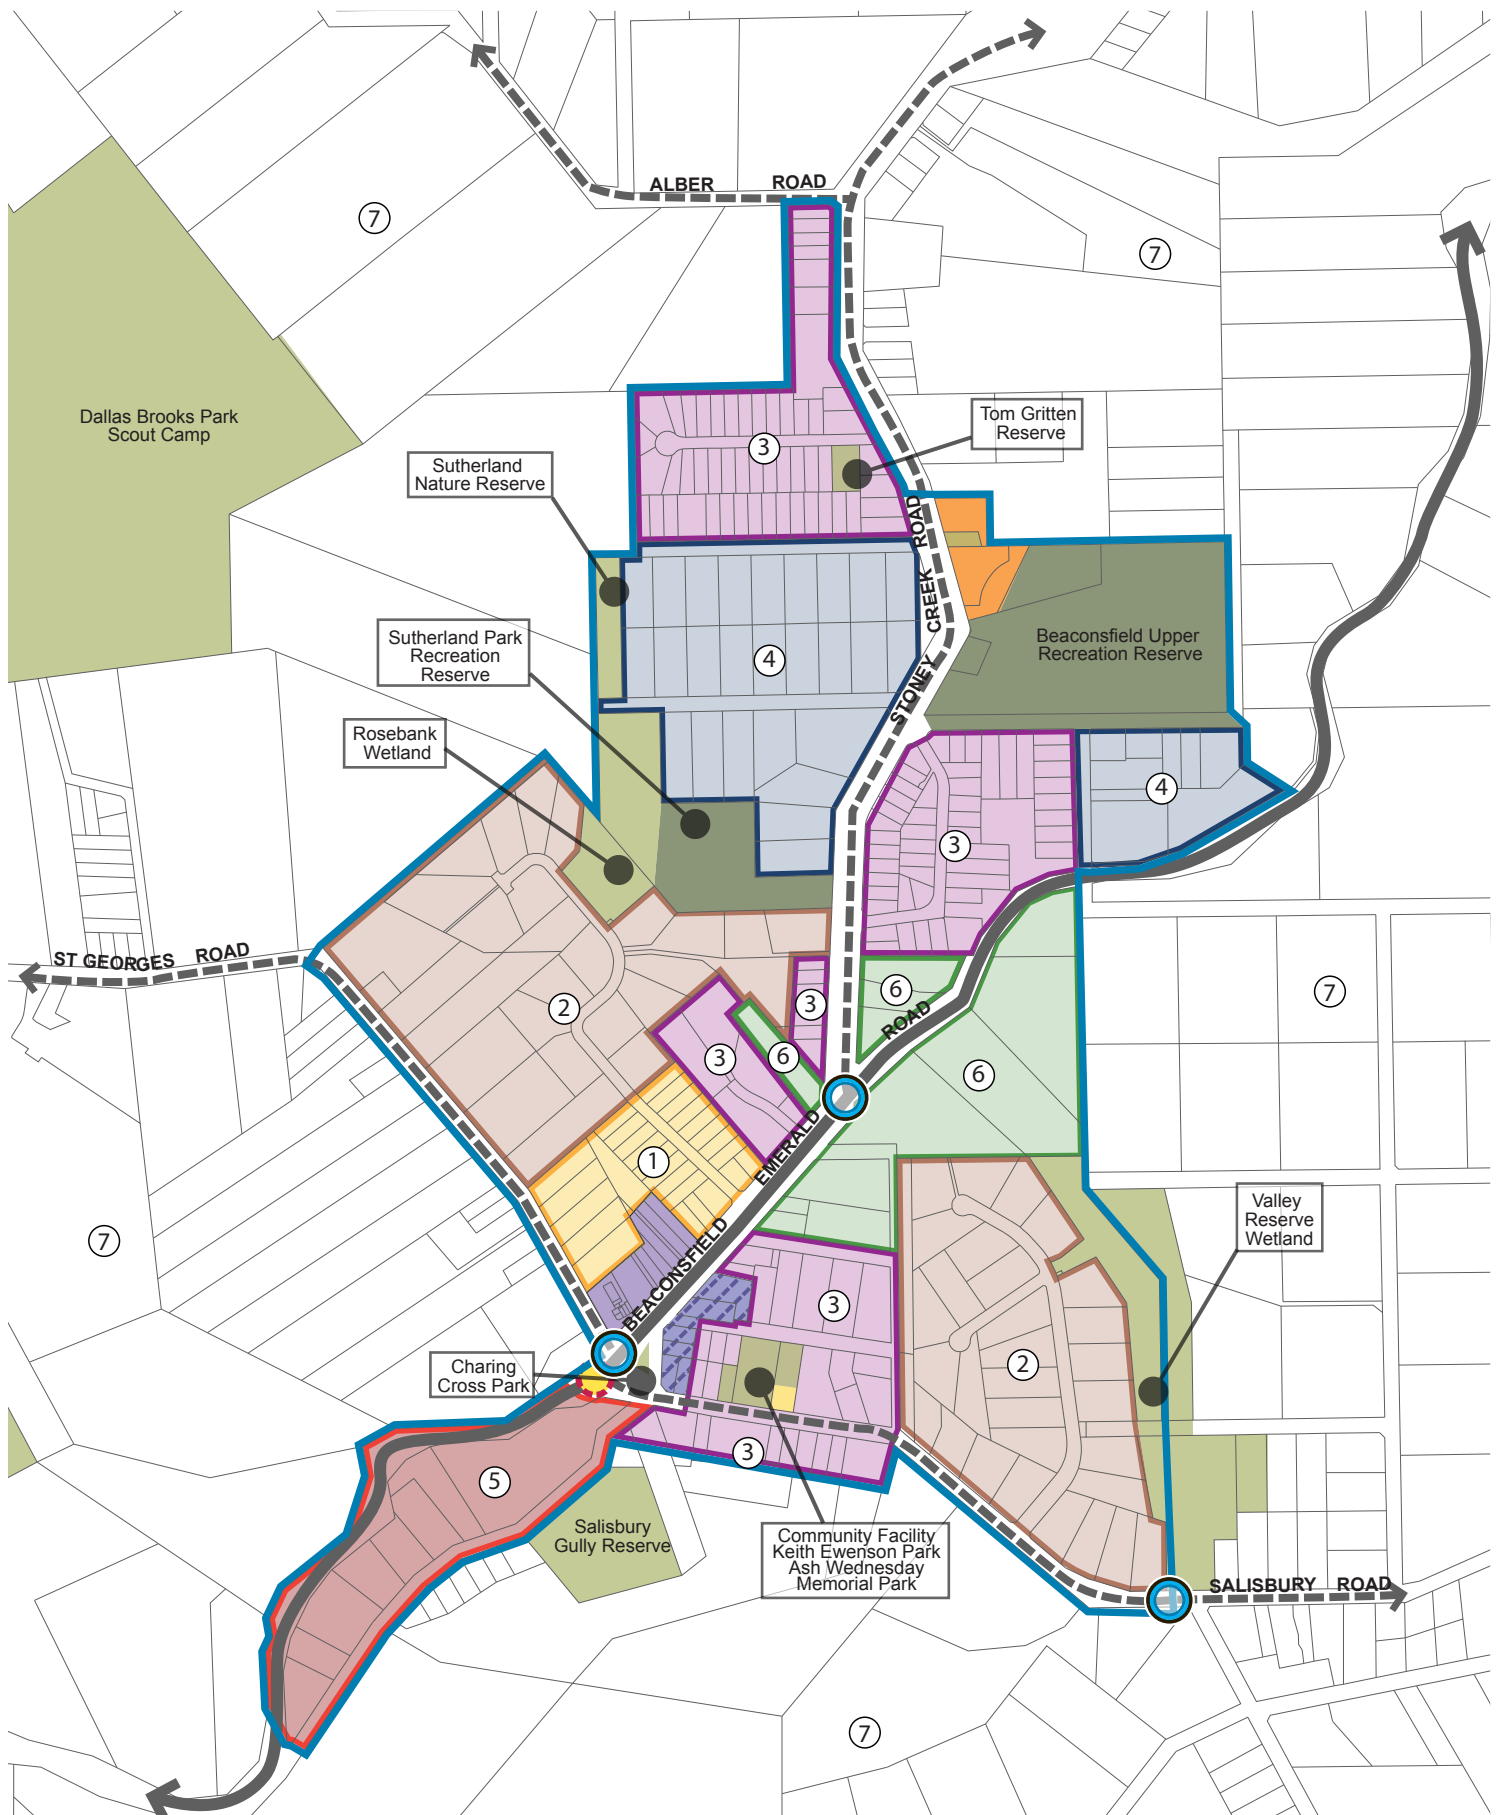 ALBER ROAD
7
7
Dallas Brooks Park
Scout Camp
Tom Gritten
Reserve
3
Sutherland
Nature Reserve
STONEY CREEK ROAD
Sutherland Park
Recreation
Reserve
Beaconsfield Upper
Recreation Reserve
4
Rosebank
Wetland
4
3
ST GEORGES ROAD
2
3
6
7
3
6
6
BEACONSFIELD EMERALD ROAD
1
7
Valley
Reserve
Wetland
3
2
Charing
Cross Park
3
5
Salisbury
Gully Reserve
Community Facility
Keith Ewenson Park
Ash Wednesday
Memorial Park
SALISBURY ROAD
7